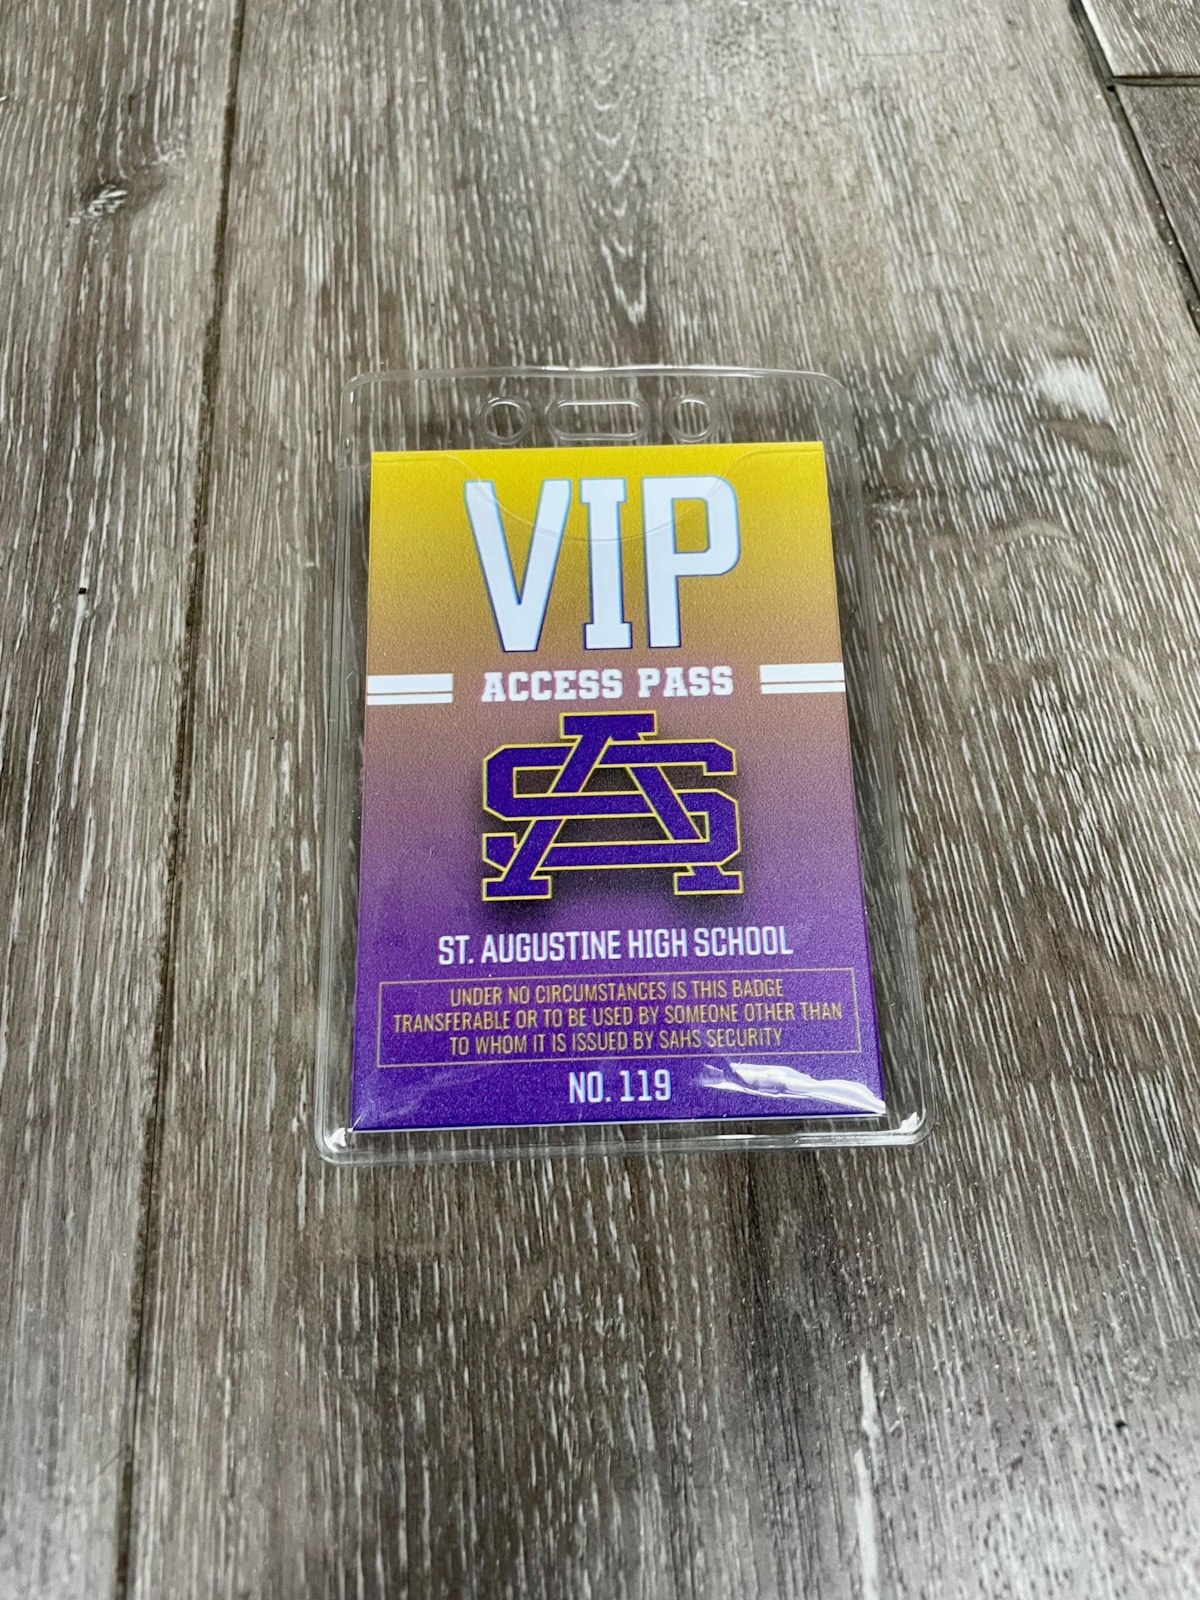 VIP
ACCESS PASS
SA
ST. AUGUSTINE HIGH SCHOOL
UNDER NO CIRCUMSTANCES IS THIS BADGE
TRANSFERABLE OR TO BE USED BY SOMEONE OTHER THAN
TO WHOM IT IS ISSUED BY SAHS SECURITY
NO. 119